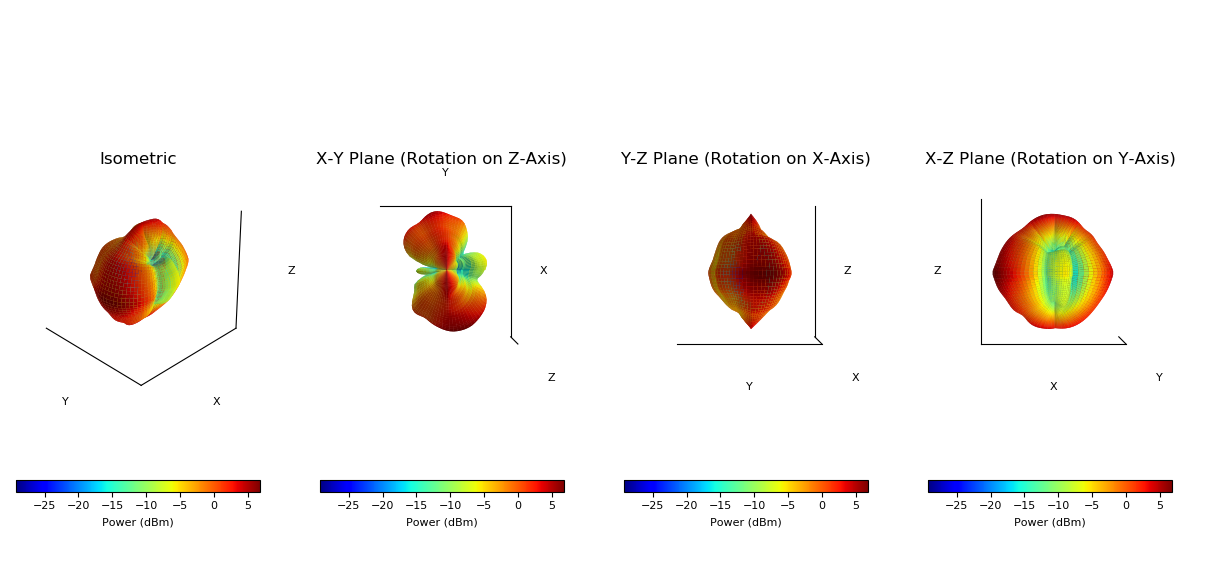 Isometric
X-Y Plane (Rotation on Z-Axis)
Y-Z Plane (Rotation on X-Axis)
X-Z Plane (Rotation on Y-Axis)
Z
Y
X
Y
X
Z
Z
Y
X
Z
X
Y
−25 −20 −15 −10 −5 0 5
Power (dBm)
−25 −20 −15 −10 −5 0 5
Power (dBm)
−25 −20 −15 −10 −5 0 5
Power (dBm)
−25 −20 −15 −10 −5 0 5
Power (dBm)